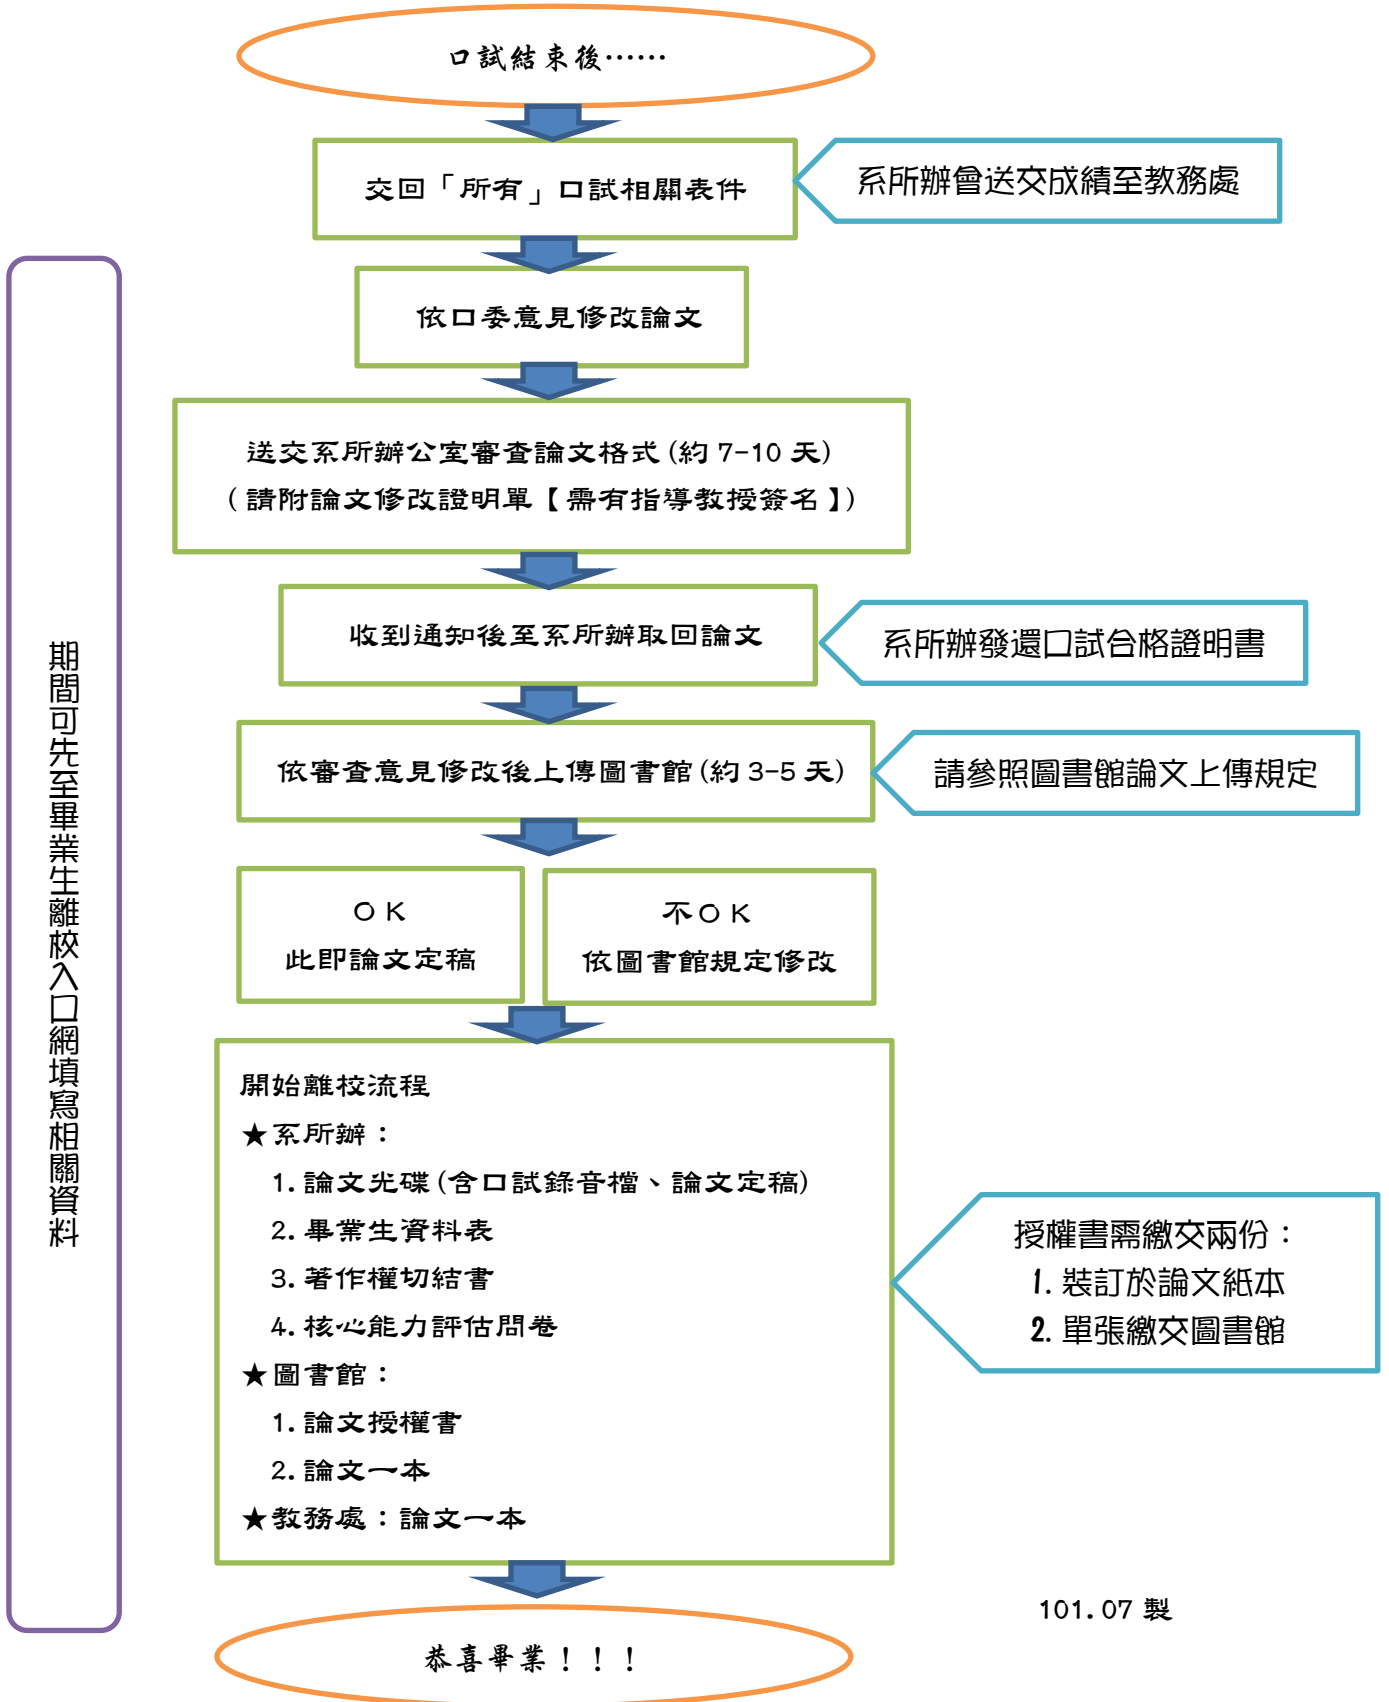 口試結束後⋯⋯
交回「所有」口試相關表件
系所辦會送交成績至教務處
依口委意見修改論文
送交系所辦公室審查論文格式(約7-10天)
(請附論文修改證明單【需有指導教授簽名】)
收到通知後至系所辦取回論文
系所辦發還口試合格證明書
依審查意見修改後上傳圖書館(約3-5天)
請參照圖書館論文上傳規定
OK
此即論文定稿
不OK
依圖書館規定修改
開始離校流程
★系所辦：
1.論文光碟(含口試錄音檔、論文定稿)
2.畢業生資料表
3.著作權切結書
4.核心能力評估問卷
★圖書館：
1.論文授權書
2.論文一本
★教務處：論文一本
授權書需繳交兩份：
1.裝訂於論文紙本
2.單張繳交圖書館
期間可先至畢業生離校入口網填寫相關資料
恭喜畢業！！！
101.07製